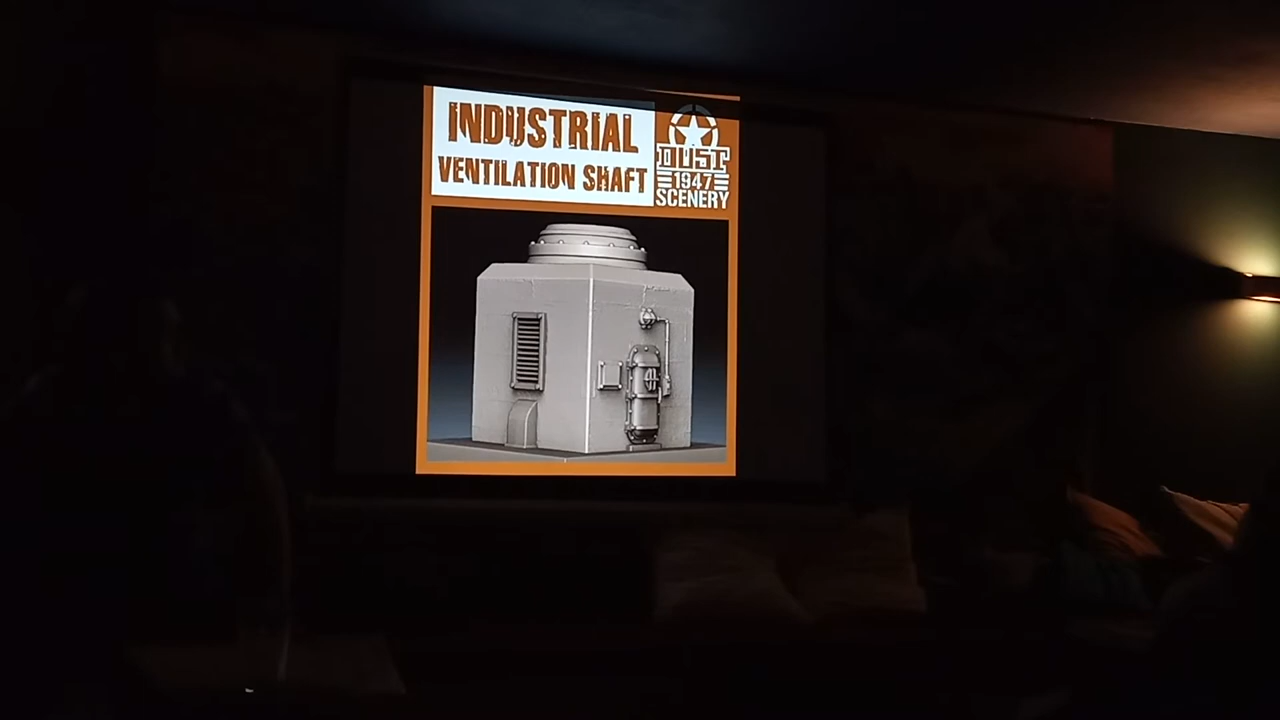 INDUSTRIAL
VENTILATION SHAFT
DUST
1947
SCENERY